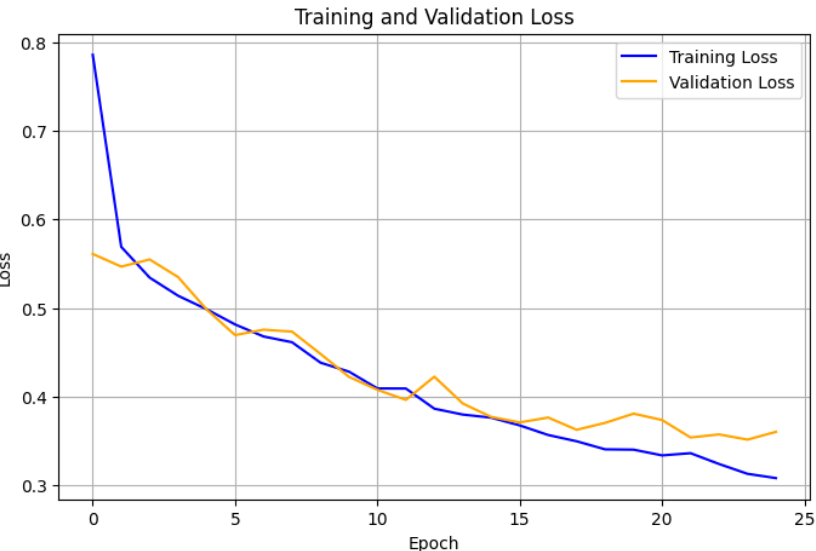 Training and Validation Loss
Training Loss
Validation Loss
0.8
0.7
0.6
0.5
0.4
0.3
Loss
0 5 10 15 20 25
Epoch